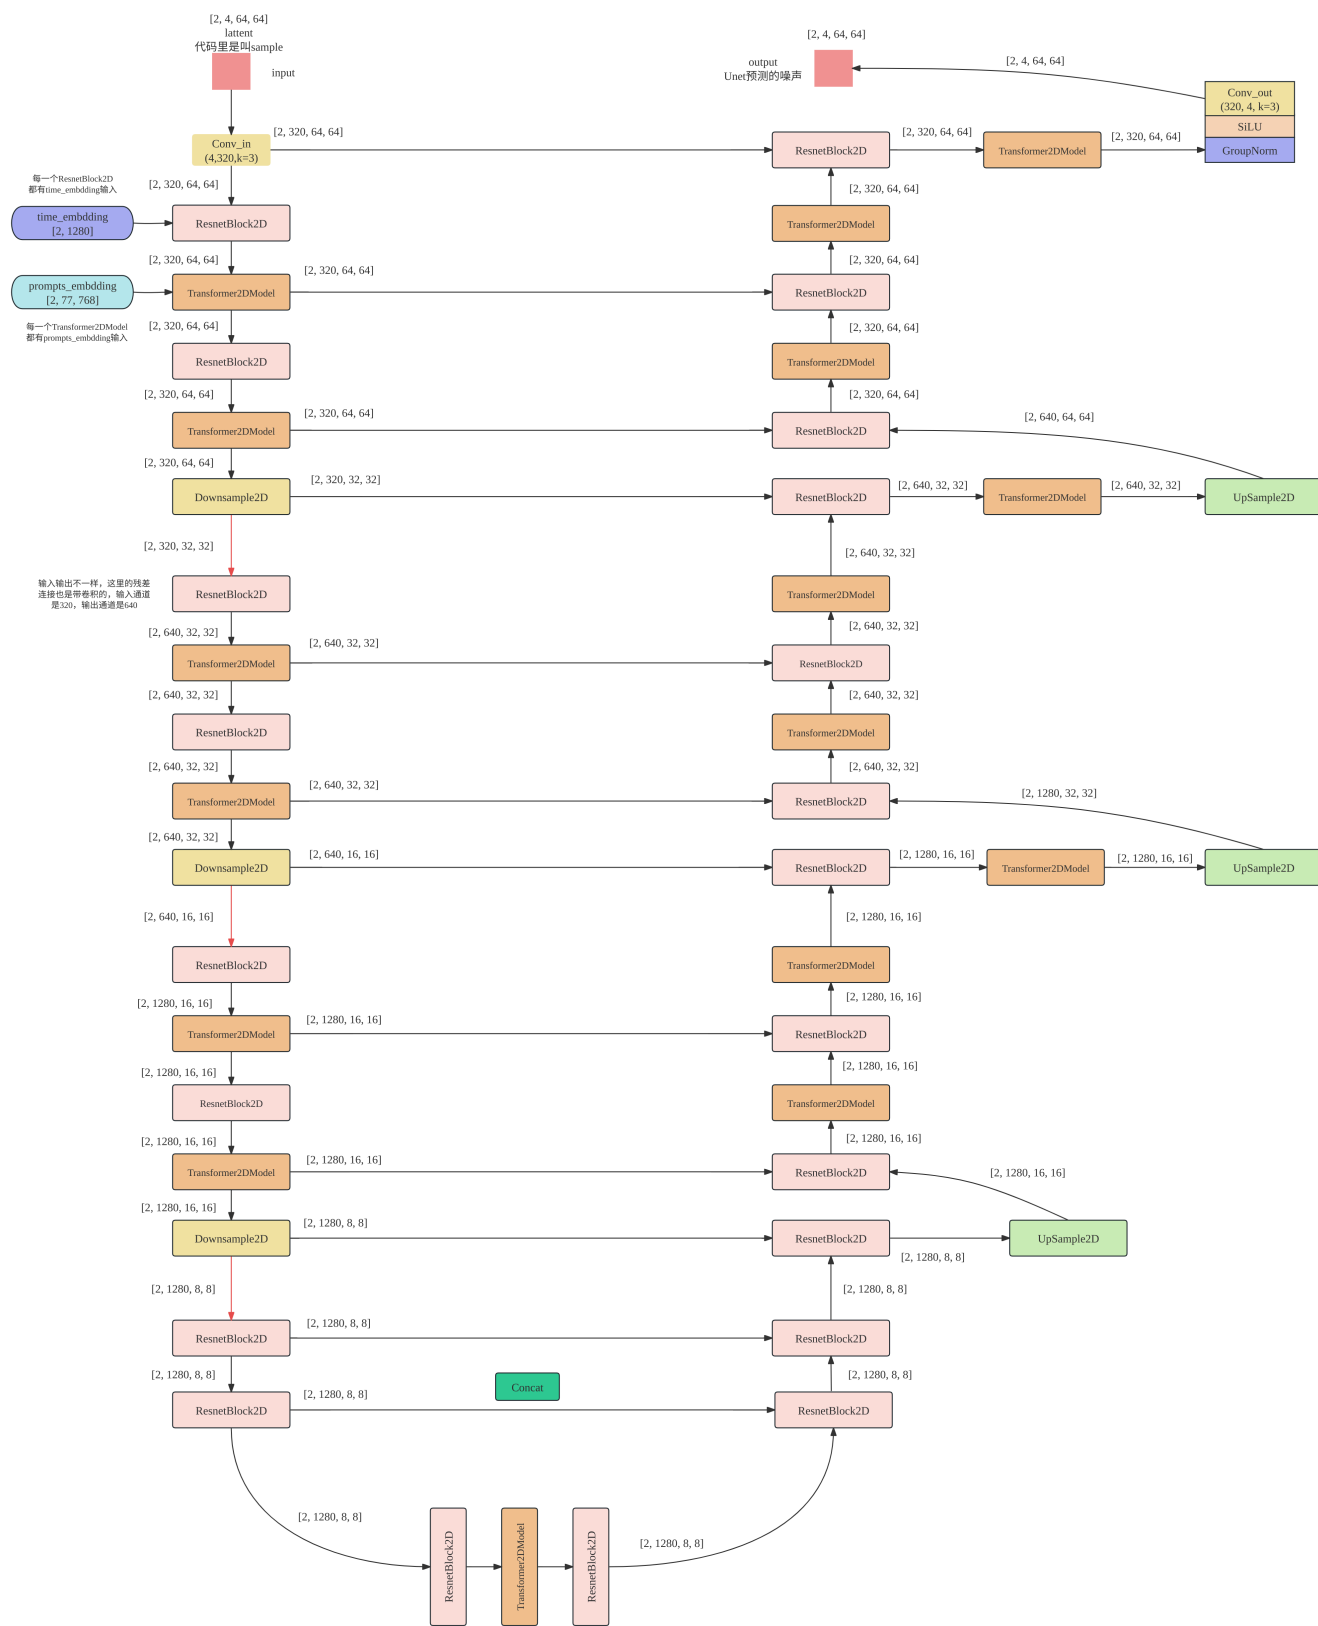 [2, 4, 64, 64]
lattent
代码里是叫sample
input
[2, 4, 64, 64]
output
Unet预测的噪声
[2, 4, 64, 64]
Conv_out
(320, 4, k=3)
SiLU
GroupNorm
Conv_in
(4,320,k=3)
[2, 320, 64, 64]
ResnetBlock2D
[2, 320, 64, 64]
Transformer2DModel
[2, 320, 64, 64]
每一个ResnetBlock2D
都有time_embdding输入
[2, 320, 64, 64]
[2, 320, 64, 64]
time_embdding
[2, 1280]
ResnetBlock2D
Transformer2DModel
[2, 320, 64, 64]
[2, 320, 64, 64]
[2, 320, 64, 64]
prompts_embdding
[2, 77, 768]
Transformer2DModel
ResnetBlock2D
每一个Transformer2DModel
都有prompts_embdding输入
[2, 320, 64, 64]
[2, 320, 64, 64]
ResnetBlock2D
Transformer2DModel
[2, 320, 64, 64]
[2, 320, 64, 64]
[2, 320, 64, 64]
Transformer2DModel
ResnetBlock2D
[2, 640, 64, 64]
[2, 320, 64, 64]
Downsample2D
[2, 320, 32, 32]
ResnetBlock2D
[2, 640, 32, 32]
Transformer2DModel
[2, 640, 32, 32]
UpSample2D
[2, 320, 32, 32]
[2, 640, 32, 32]
输入输出不一样，这里的残差
连接也是带卷积的，输入通道
是320，输出通道是640
ResnetBlock2D
Transformer2DModel
[2, 640, 32, 32]
[2, 640, 32, 32]
[2, 640, 32, 32]
Transformer2DModel
ResnetBlock2D
[2, 640, 32, 32]
[2, 640, 32, 32]
ResnetBlock2D
Transformer2DModel
[2, 640, 32, 32]
[2, 640, 32, 32]
[2, 640, 32, 32]
Transformer2DModel
ResnetBlock2D
[2, 1280, 32, 32]
[2, 640, 32, 32]
Downsample2D
[2, 640, 16, 16]
ResnetBlock2D
[2, 1280, 16, 16]
Transformer2DModel
[2, 1280, 16, 16]
UpSample2D
[2, 640, 16, 16]
[2, 1280, 16, 16]
ResnetBlock2D
Transformer2DModel
[2, 1280, 16, 16]
[2, 1280, 16, 16]
[2, 1280, 16, 16]
Transformer2DModel
ResnetBlock2D
[2, 1280, 16, 16]
[2, 1280, 16, 16]
ResnetBlock2D
Transformer2DModel
[2, 1280, 16, 16]
[2, 1280, 16, 16]
[2, 1280, 16, 16]
Transformer2DModel
ResnetBlock2D
[2, 1280, 16, 16]
[2, 1280, 16, 16]
Downsample2D
[2, 1280, 8, 8]
ResnetBlock2D
[2, 1280, 8, 8]
UpSample2D
[2, 1280, 8, 8]
[2, 1280, 8, 8]
ResnetBlock2D
[2, 1280, 8, 8]
ResnetBlock2D
[2, 1280, 8, 8]
[2, 1280, 8, 8]
ResnetBlock2D
[2, 1280, 8, 8]
Concat
ResnetBlock2D
[2, 1280, 8, 8]
ResnetBlock2D
Transformer2DModel
ResnetBlock2D
[2, 1280, 8, 8]